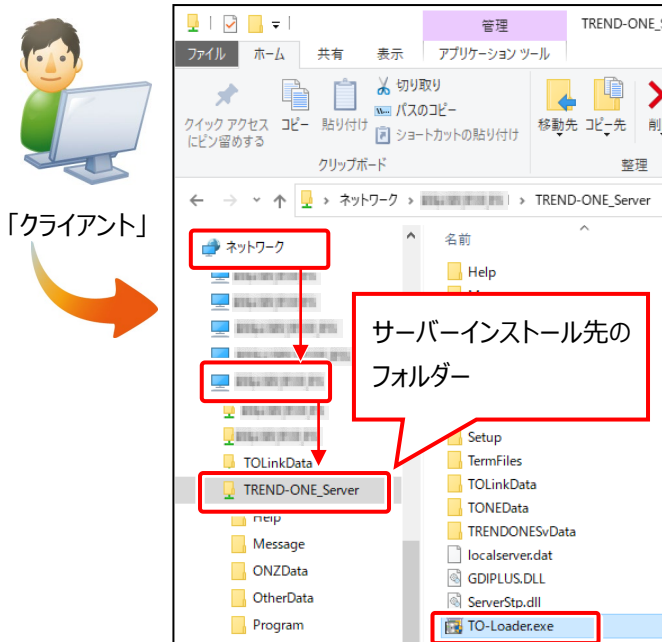 管理
TREND-ONE_S
ファイル
ホーム
共有
表示
アプリケーション ツール
クイック アクセス
にピン留めする
コピー
貼り付け
切り取り
パスのコピー
ショートカットの貼り付け
移動先
コピー先
削
クリップボード
整理
ネットワーク
TREND-ONE_Server
「クライアント」
ネットワーク
TOLinkData
TREND-ONE_Server
Help
Message
ONZData
OtherData
Program
名前
Help
サーバーインストール先の
フォルダー
Setup
TermFiles
TOLinkData
TONEData
TRENDONESvData
localserver.dat
GDIPLUS.DLL
ServerStp.dll
TO-Loader.exe